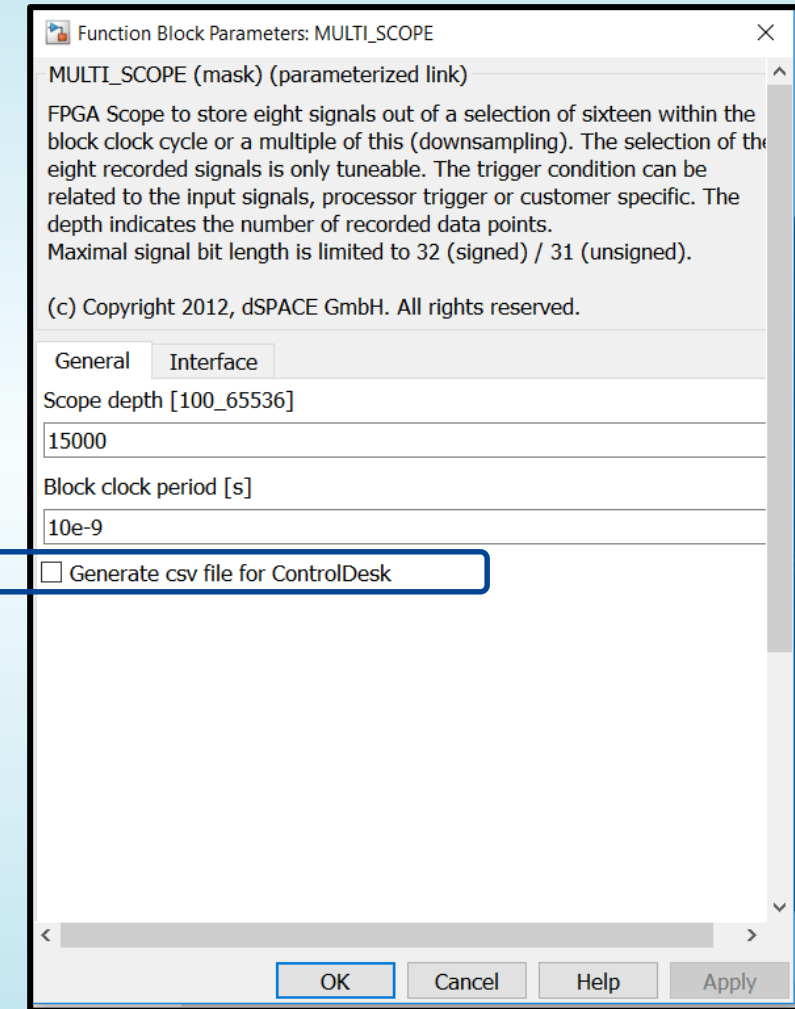 Function Block Parameters: MULTI_SCOPE
MULTI_SCOPE (mask) (parameterized link)
FPGA Scope to store eight signals out of a selection of sixteen within the
block clock cycle or a multiple of this (downsampling). The selection of the
eight recorded signals is only tuneable. The trigger condition can be
related to the input signals, processor trigger or customer specific. The
depth indicates the number of recorded data points.
Maximal signal bit length is limited to 32 (signed) / 31 (unsigned).
(c) Copyright 2012, dSPACE GmbH. All rights reserved.
General Interface
Scope depth [100_65536]
15000
Block clock period [s]
10e-9
Generate csv file for ControlDesk
OK Cancel Help Apply